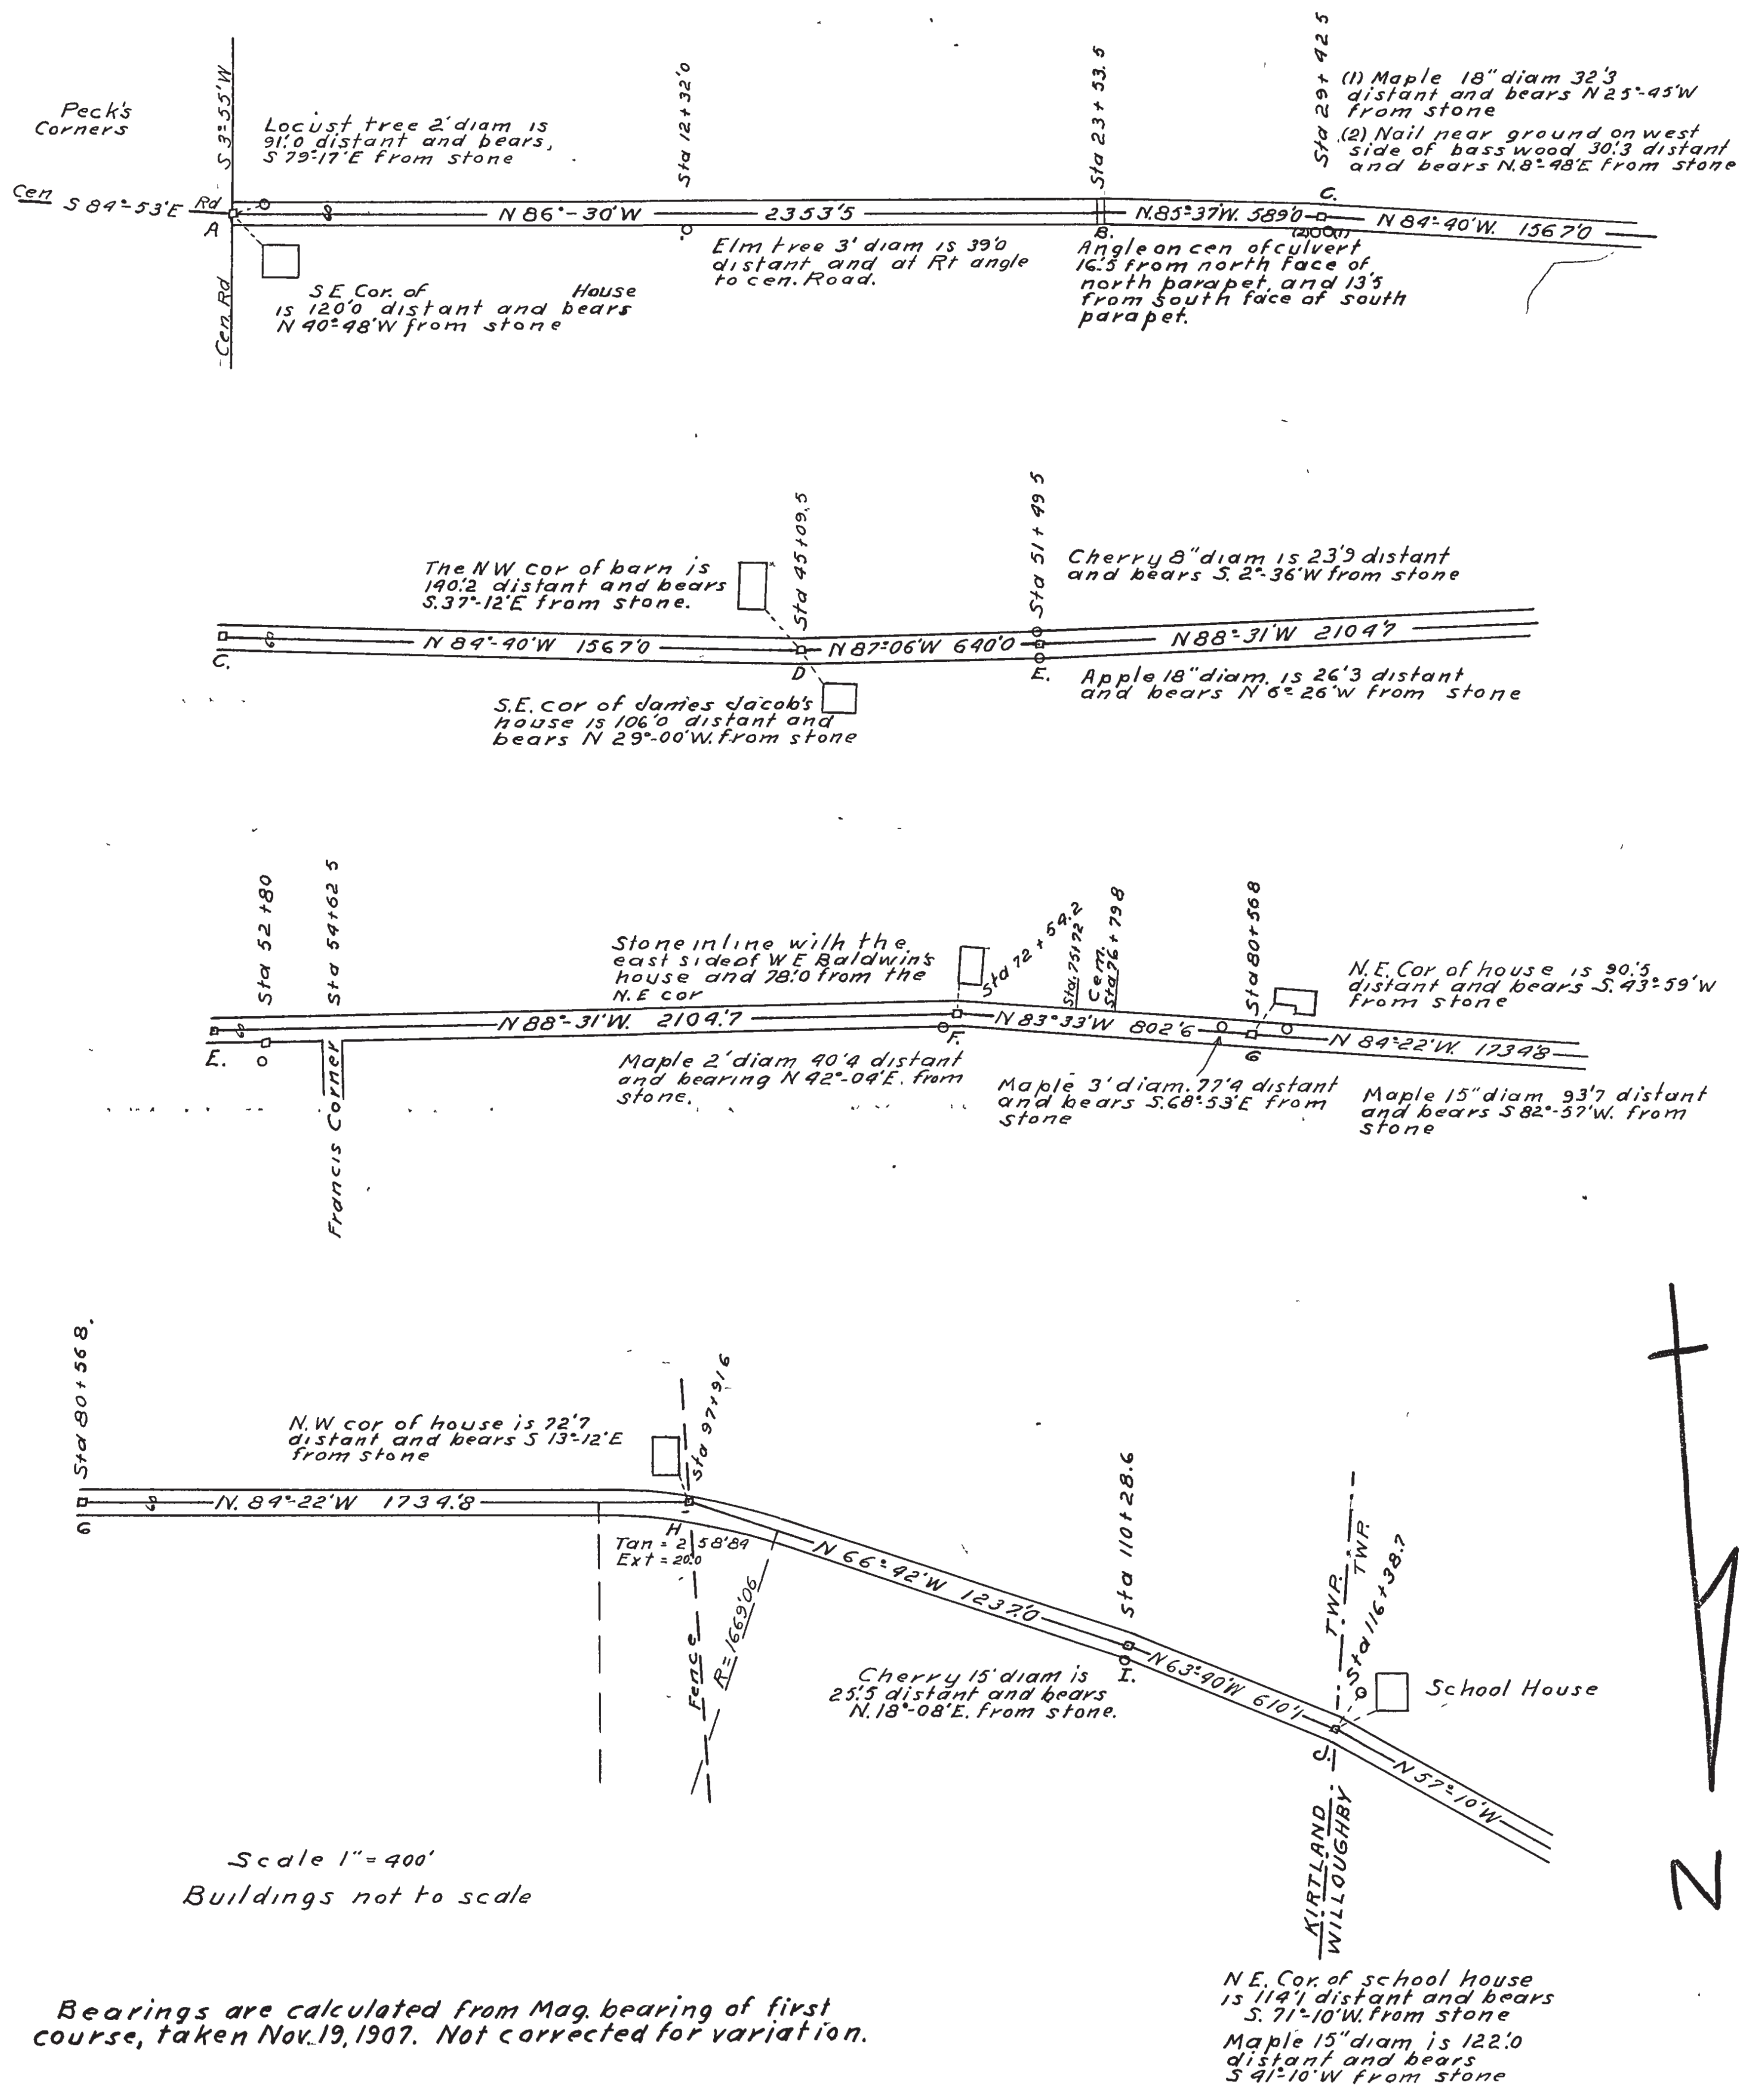 Peck's
Corners
S 3°-55'W
Locust tree 2' diam is
91'.0 distant and bears,
S 79°-17'E from stone
Sta 12+32'0
Sta 23+53.5
Sta 29+42 5
(1) Maple 18" diam 32'3
distant and bears N 25°-45'W
from stone
(2) Nail near ground on west
side of bass wood 30'.3 distant
and bears N.8°-48'E from stone
Cen S 84°-53'E Rd
A
N 86°-30'W 2353'5
B.
N.85°37'W. 589'0
C.
(2) (1)
N 84°-40'W. 1567'0
Cen. Rd
S E Cor. of House
is 120'0 distant and bears
N 40°-48'W from stone
Elm tree 3' diam is 39'0
distant and at Rt angle
to cen. Road.
Angle on cen of culvert
16'.5 from north face of
north parapet, and 13'5
from south face of south
parapet.
The NW cor of barn is
140'.2 distant and bears
S.37°-12'E from stone.
Sta 45+09.5
Sta 51+49 5
Cherry 8" diam is 23'9 distant
and bears S. 2°-36'W from stone
C.
N 84°-40'W 1567'0
D
N 87°06'W 640'0
E.
N 88°-31'W 2104'7
S.E. cor of James Jacob's
house is 106'0 distant and
bears N 29°-00'W. from stone
Apple 18" diam. is 26'3 distant
and bears N 6°-26'W from stone
Sta 52+80
Sta 54+62 5
Stone in line with the
east side of W E Baldwin's
house and 78'.0 from the
N.E cor
Sta 72+54.2
Sta. 75+72
Cem.
Sta 76+79 8
Sta 80+56 8
N.E. Cor of house is 90'.5
distant and bears S. 43°-59'W
from stone
E.
N 88°-31'W. 2104.'7
F.
N 83°33'W 802'6
G
N 84°-22'W. 1734'8
Francis Corner
Maple 2' diam 40'4 distant
and bearing N 42°-04'E. from
stone.
Maple 3' diam. 77'4 distant
and bears S.68°-53'E from
stone
Maple 15" diam 93'7 distant
and bears S 82°-57'W. from
stone
Sta 80+56 8.
N.W cor of house is 72'7
distant and bears S 13°-12'E
from stone
Sta 97+91 6
G
N. 84°-22'W 1734.'8
H
Tan = 258'84
Ext = 20'.0
Fence
R = 1669'06
N 66°-42'W 1237'.0
Sta 110+28.6
I.
Cherry 15' diam is
25'.5 distant and bears
N. 18°-08'E. from stone.
N 63°-40'W 610'1
TWP.
TWP.
Sta 116+38.7
School House
J.
N 57°-10'W
KIRTLAND
WILLOUGHBY
N
Scale 1" = 400'
Buildings not to scale
N E. Cor. of school house
is 114'1 distant and bears
S. 71°-10'W. from stone
Maple 15" diam is 122'.0
distant and bears
S 41°-10'W from stone
Bearings are calculated from Mag. bearing of first
course, taken Nov. 19, 1907. Not corrected for variation.